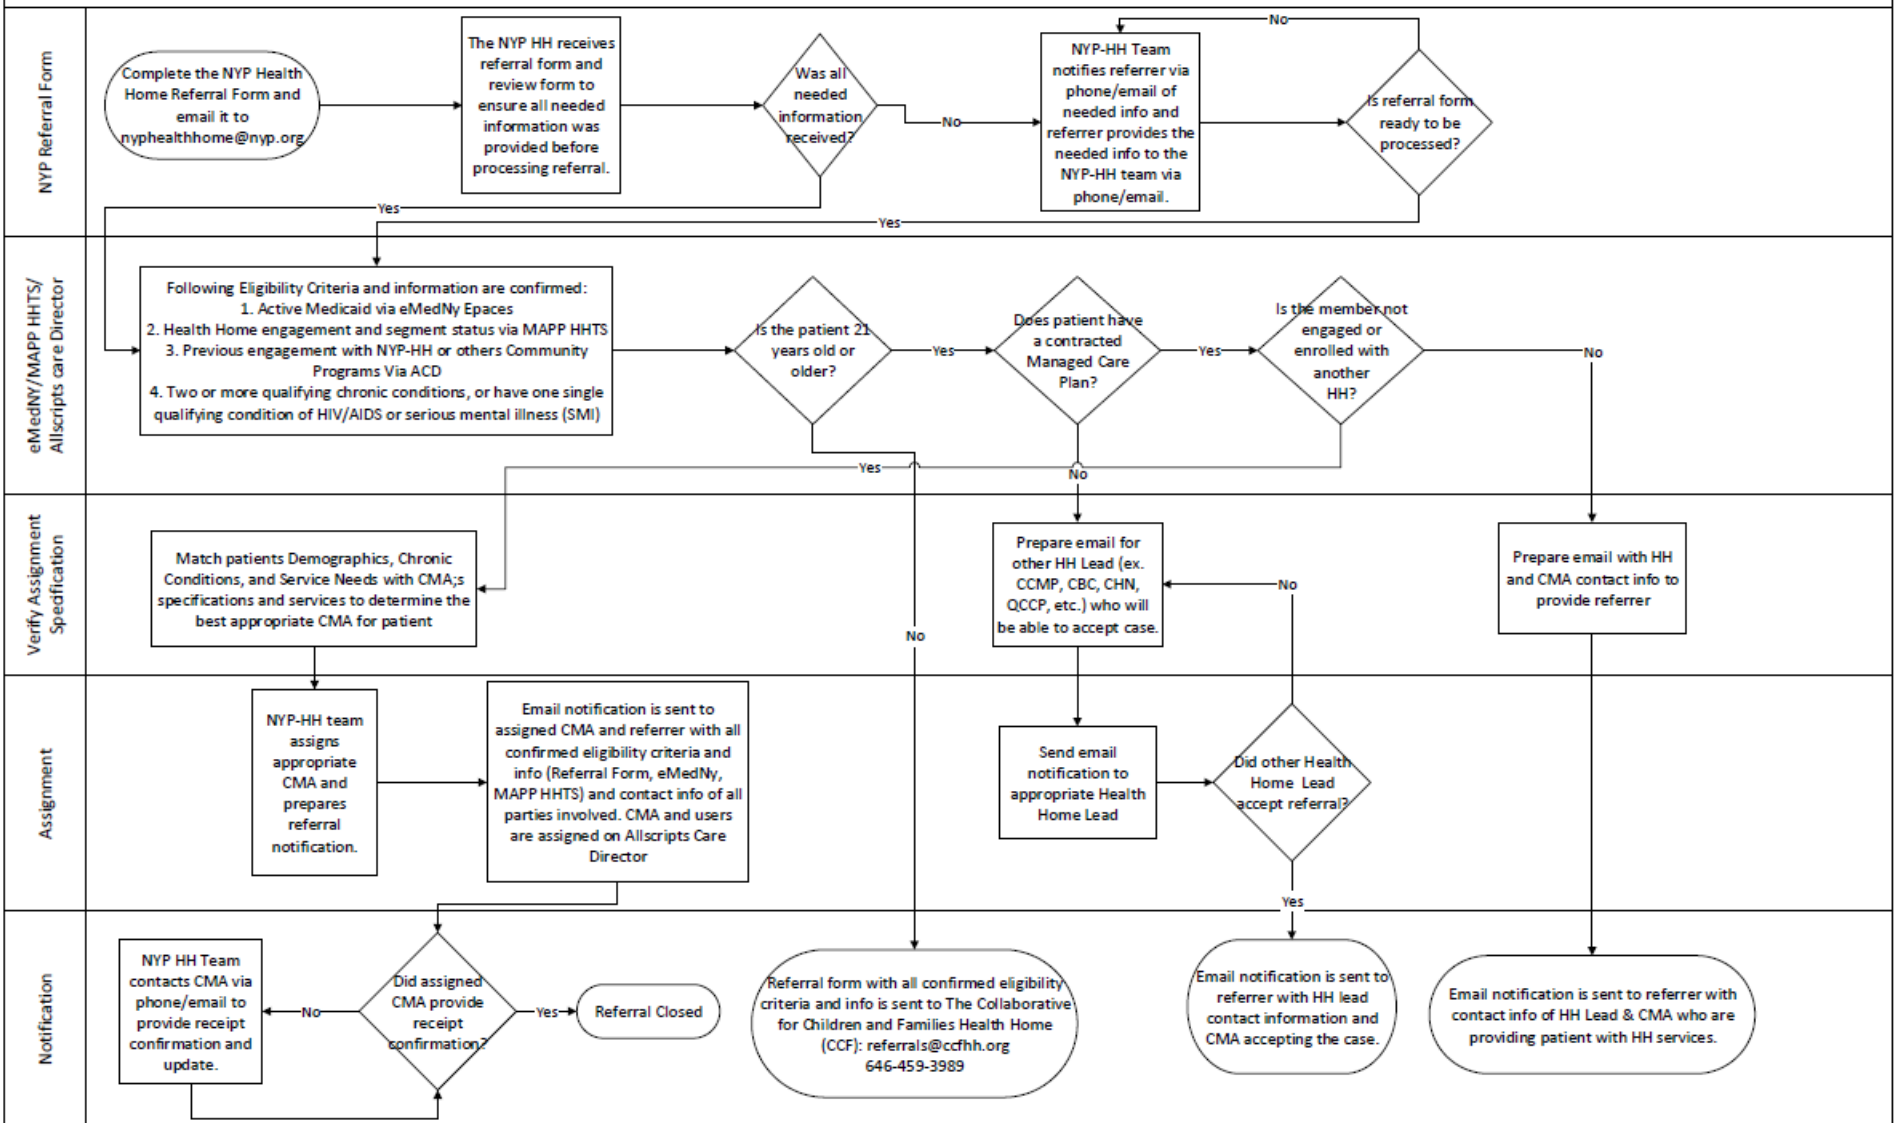 NYP Referral Form
Complete the NYP Health
Home Referral Form and
email it to
nyphealthhome@nyp.org
The NYP HH receives
referral form and
review form to
ensure all needed
information was
provided before
processing referral.
Was all
needed
information
received?
No
NYP-HH Team
notifies referrer via
phone/email of
needed info and
referrer provides the
needed info to the
NYP-HH team via
phone/email.
No
Is referral form
ready to be
processed?
Yes
Yes
eMedNY/MAPP HHTS/
Allscripts care Director
Following Eligibility Criteria and information are confirmed:
1. Active Medicaid via eMedNy Epaces
2. Health Home engagement and segment status via MAPP HHTS
3. Previous engagement with NYP-HH or others Community
Programs Via ACD
4. Two or more qualifying chronic conditions, or have one single
qualifying condition of HIV/AIDS or serious mental illness (SMI)
Is the patient 21
years old or
older?
Yes
Does patient have
a contracted
Managed Care
Plan?
Yes
Is the member not
engaged or
enrolled with
another
HH?
No
Yes
No
Verify Assignment
Specification
Match patients Demographics, Chronic
Conditions, and Service Needs with CMA;s
specifications and services to determine the
best appropriate CMA for patient
No
Prepare email for
other HH Lead (ex.
CCMP, CBC, CHN,
QCCP, etc.) who will
be able to accept case.
No
Prepare email with HH
and CMA contact info to
provide referrer
Assignment
NYP-HH team
assigns
appropriate
CMA and
prepares
referral
notification.
Email notification is sent to
assigned CMA and referrer with all
confirmed eligibility criteria and
info (Referral Form, eMedNy,
MAPP HHTS) and contact info of all
parties involved. CMA and users
are assigned on Allscripts Care
Director
Send email
notification to
appropriate Health
Home Lead
Did other Health
Home Lead
accept referral?
Yes
Notification
NYP HH Team
contacts CMA via
phone/email to
provide receipt
confirmation and
update.
No
Did assigned
CMA provide
receipt
confirmation?
Yes
Referral Closed
Referral form with all confirmed eligibility
criteria and info is sent to The Collaborative
for Children and Families Health Home
(CCF): referrals@ccfhh.org
646-459-3989
Email notification is sent to
referrer with HH lead
contact information and
CMA accepting the case.
Email notification is sent to referrer with
contact info of HH Lead & CMA who are
providing patient with HH services.